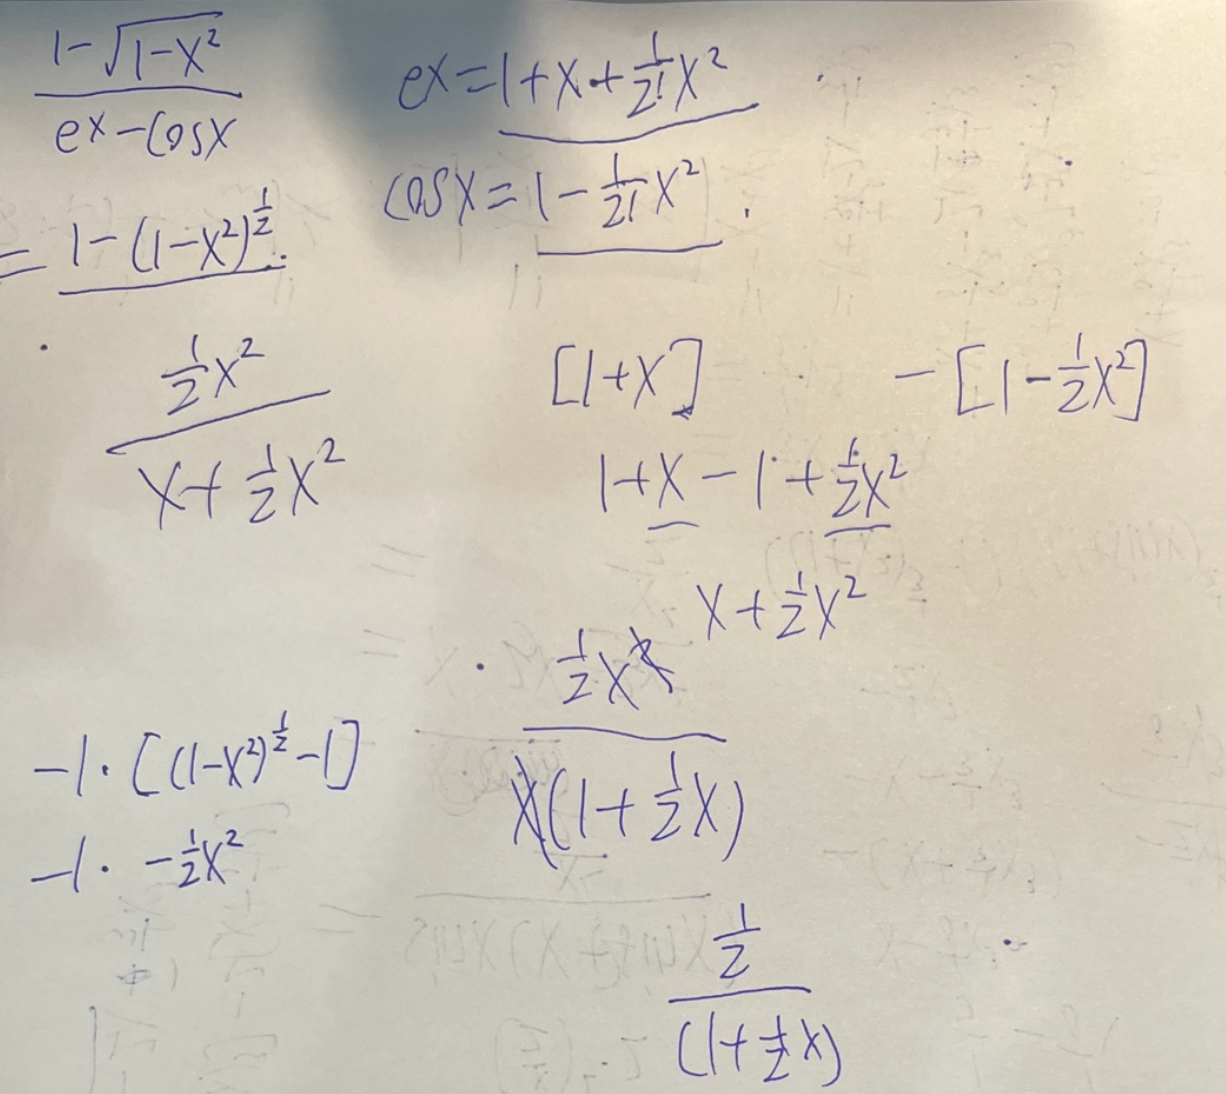 \frac{1-\sqrt{1-x^2}}{e^x-\cos x}
e^x=1+x+\frac{1}{2!}x^2
\cos x=1-\frac{1}{2!}x^2
=\frac{1-(1-x^2)^{\frac{1}{2}}}{}
\frac{\frac{1}{2}x^2}{x+\frac{1}{2}x^2}
[1+x] -[1-\frac{1}{2}x^2]
1+x-1+\frac{1}{2}x^2
x+\frac{1}{2}x^2
\frac{\frac{1}{2}x^2}{x(1+\frac{1}{2}x)}
-1·[(1-x^2)^{\frac{1}{2}}-1]
-1· -\frac{1}{2}x^2
\frac{\frac{1}{2}}{(1+\frac{1}{2}x)}